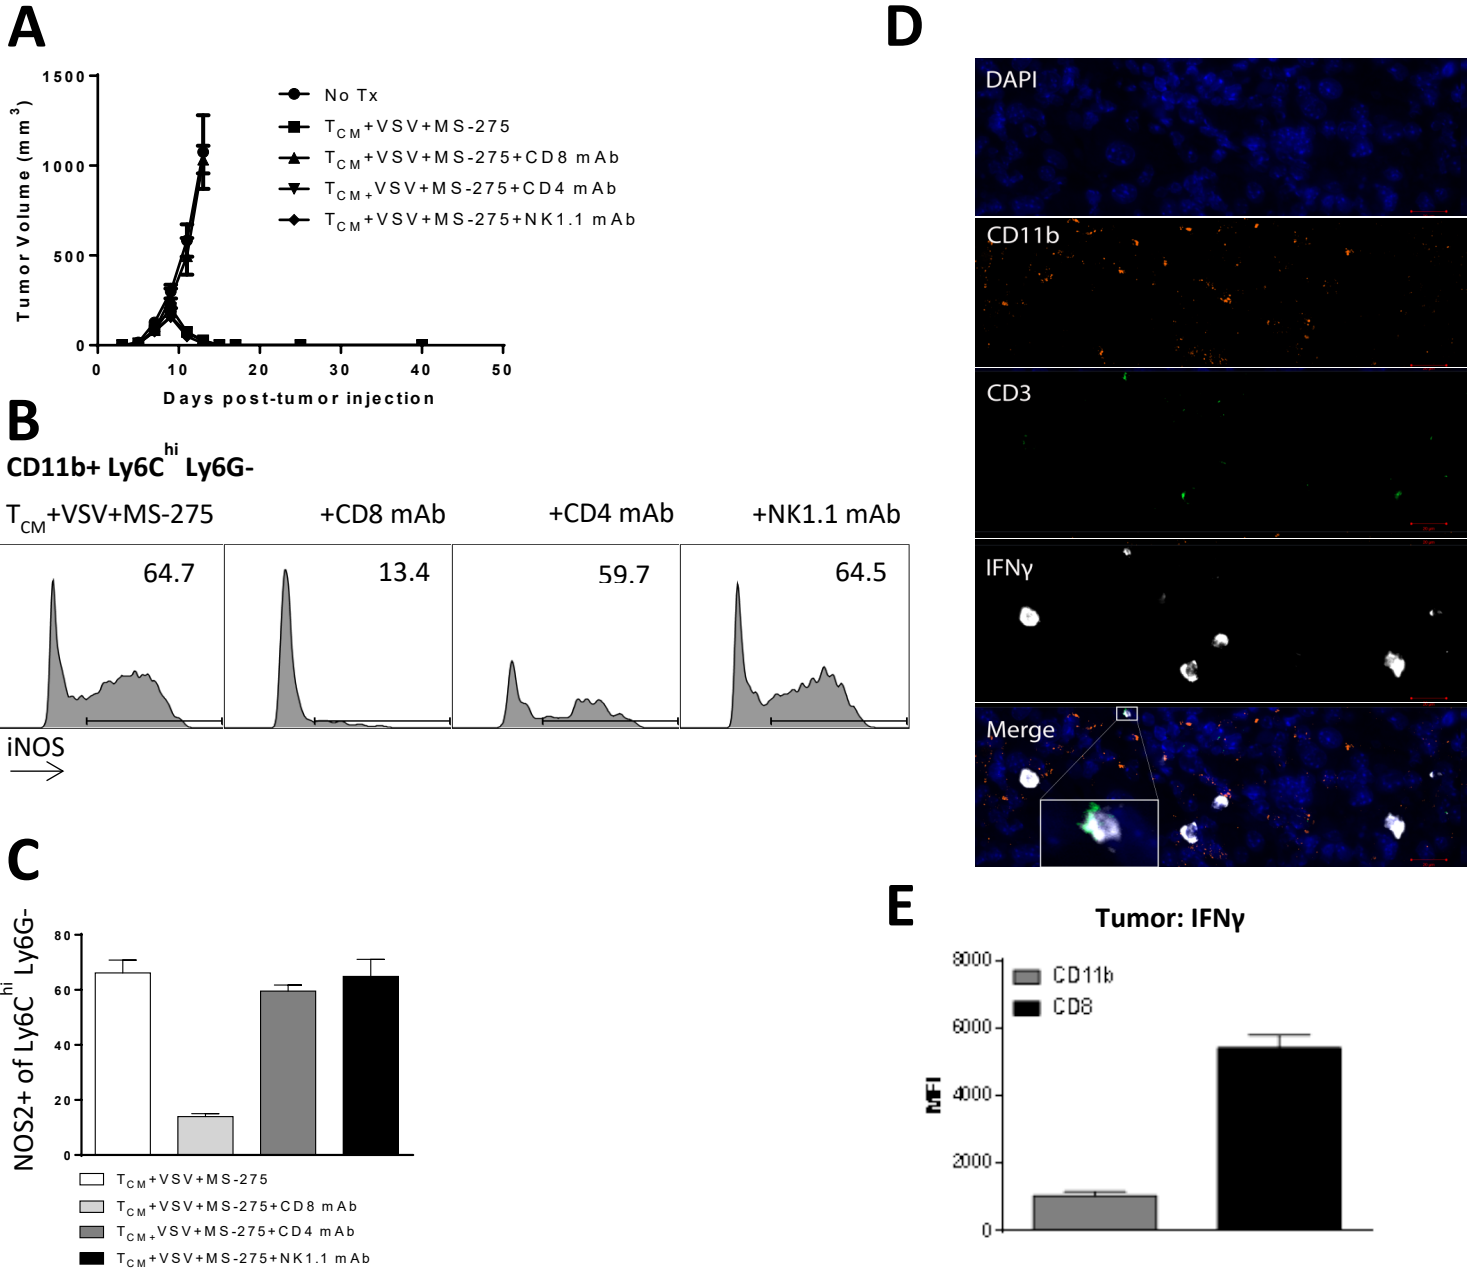 A
1500
1000
500
0
Tumor Volume (mm3)
0 10 20 30 40 50
Days post-tumor injection
No Tx
TCM+VSV+MS-275
TCM+VSV+MS-275+CD8 mAb
TCM+VSV+MS-275+CD4 mAb
TCM+VSV+MS-275+NK1.1 mAb
B
CD11b+ Ly6Chi Ly6G-
TCM+VSV+MS-275 +CD8 mAb +CD4 mAb +NK1.1 mAb
64.7 13.4 59.7 64.5
iNOS
C
NOS2+ of Ly6Chi Ly6G-
80
60
40
20
0
TCM+VSV+MS-275
TCM+VSV+MS-275+CD8 mAb
TCM+VSV+MS-275+CD4 mAb
TCM+VSV+MS-275+NK1.1 mAb
D
DAPI
CD11b
CD3
IFNγ
Merge
E
Tumor: IFNγ
8000
6000
4000
2000
0
MFI
CD11b
CD8